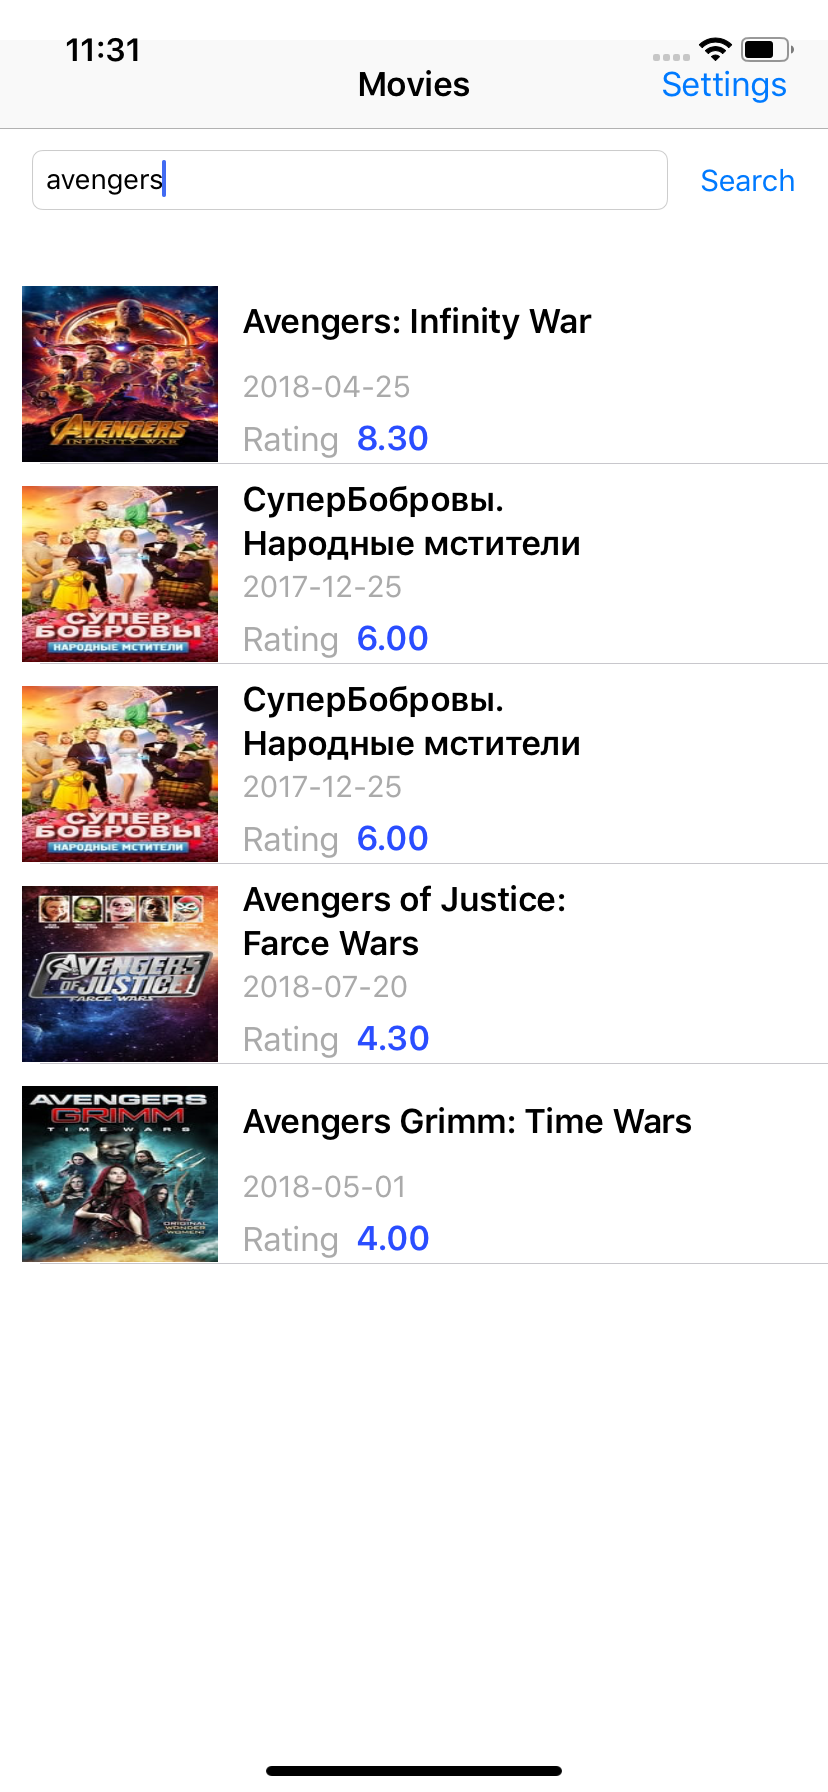 11:31
Movies
Settings
avengers
Search
AVENGERS
INFINITY WAR
Avengers: Infinity War
2018-04-25
Rating 8.30
СУПЕР
БОБРОВЫ
НАРОДНЫЕ МСТИТЕЛИ
СуперБобровы.
Народные мстители
2017-12-25
Rating 6.00
СУПЕР
БОБРОВЫ
НАРОДНЫЕ МСТИТЕЛИ
СуперБобровы.
Народные мстители
2017-12-25
Rating 6.00
AVENGERS
OF JUSTICE
FARCE WARS
Avengers of Justice:
Farce Wars
2018-07-20
Rating 4.30
AVENGERS
GRIMM
TIME WARS
ORIGINAL
WONDER
WOMEN!
Avengers Grimm: Time Wars
2018-05-01
Rating 4.00